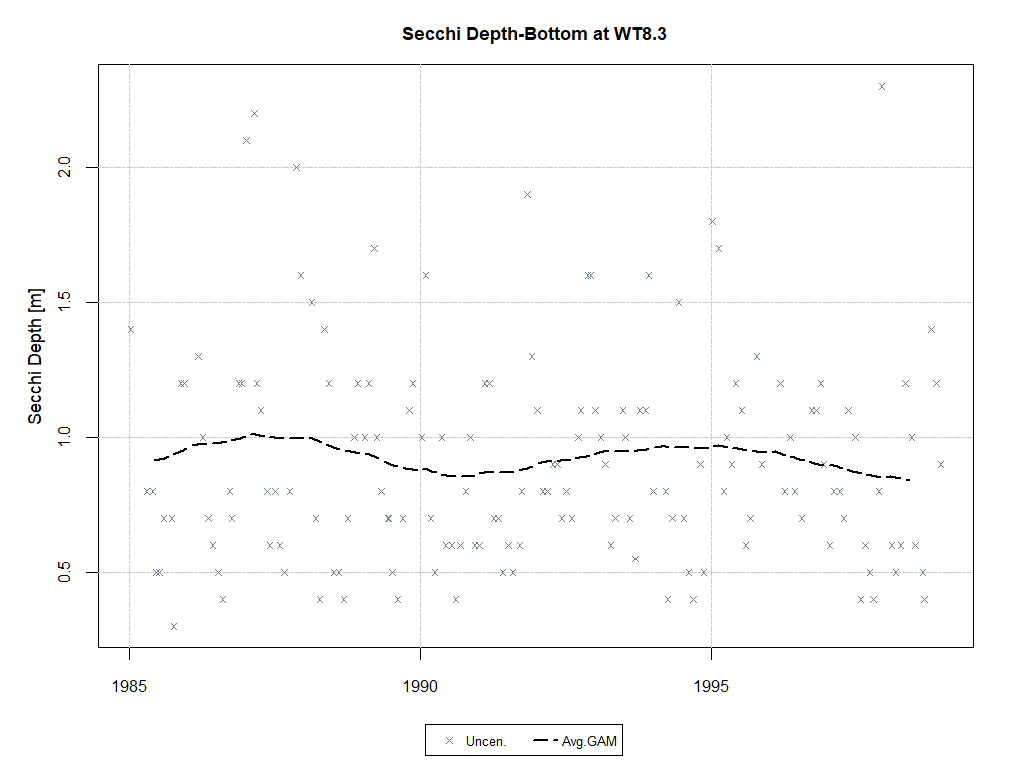 Secchi Depth-Bottom at WT8.3
Secchi Depth [m]
2.0
1.5
1.0
0.5
1985 1990 1995
Uncen. Avg.GAM